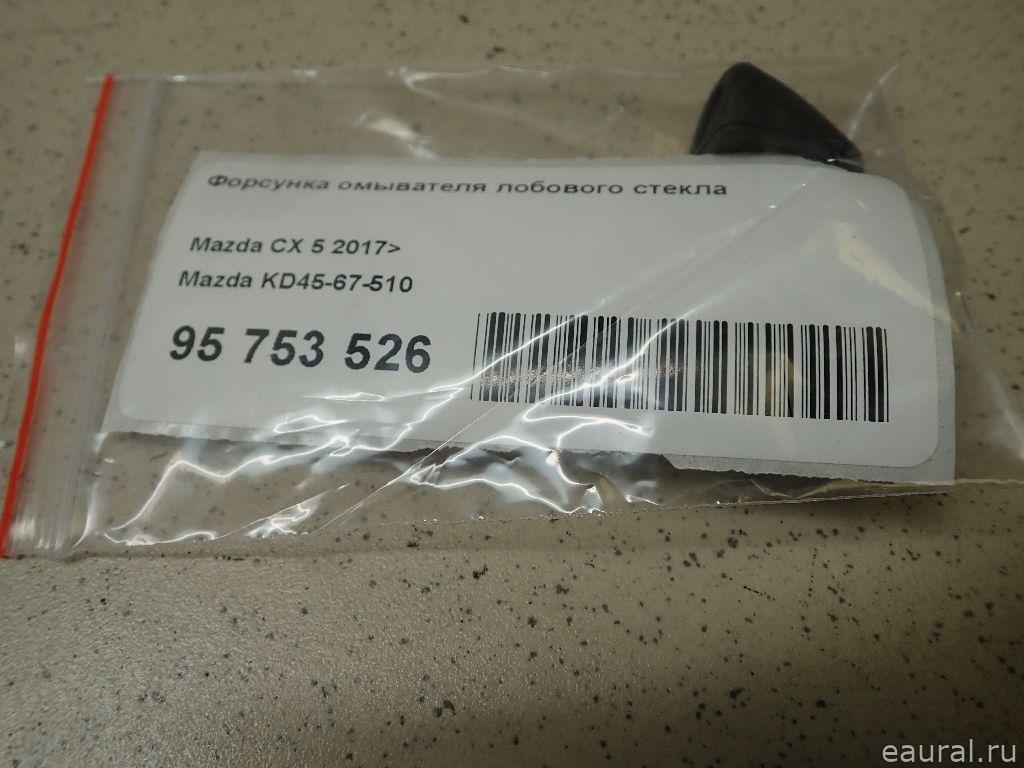 Форсунка омывателя лобового стекла
Mazda CX 5 2017>
Mazda KD45-67-510
95 753 526
eaural.ru